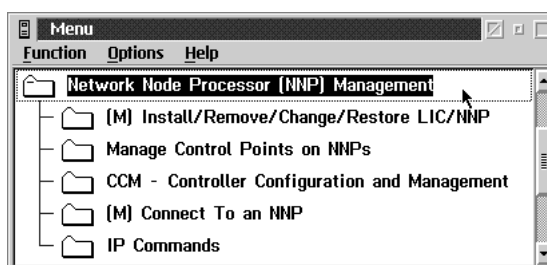 Menu
Function Options Help
Network Node Processor (NNP) Management
(M) Install/Remove/Change/Restore LIC/NNP
Manage Control Points on NNPs
CCM - Controller Configuration and Management
(M) Connect To an NNP
IP Commands